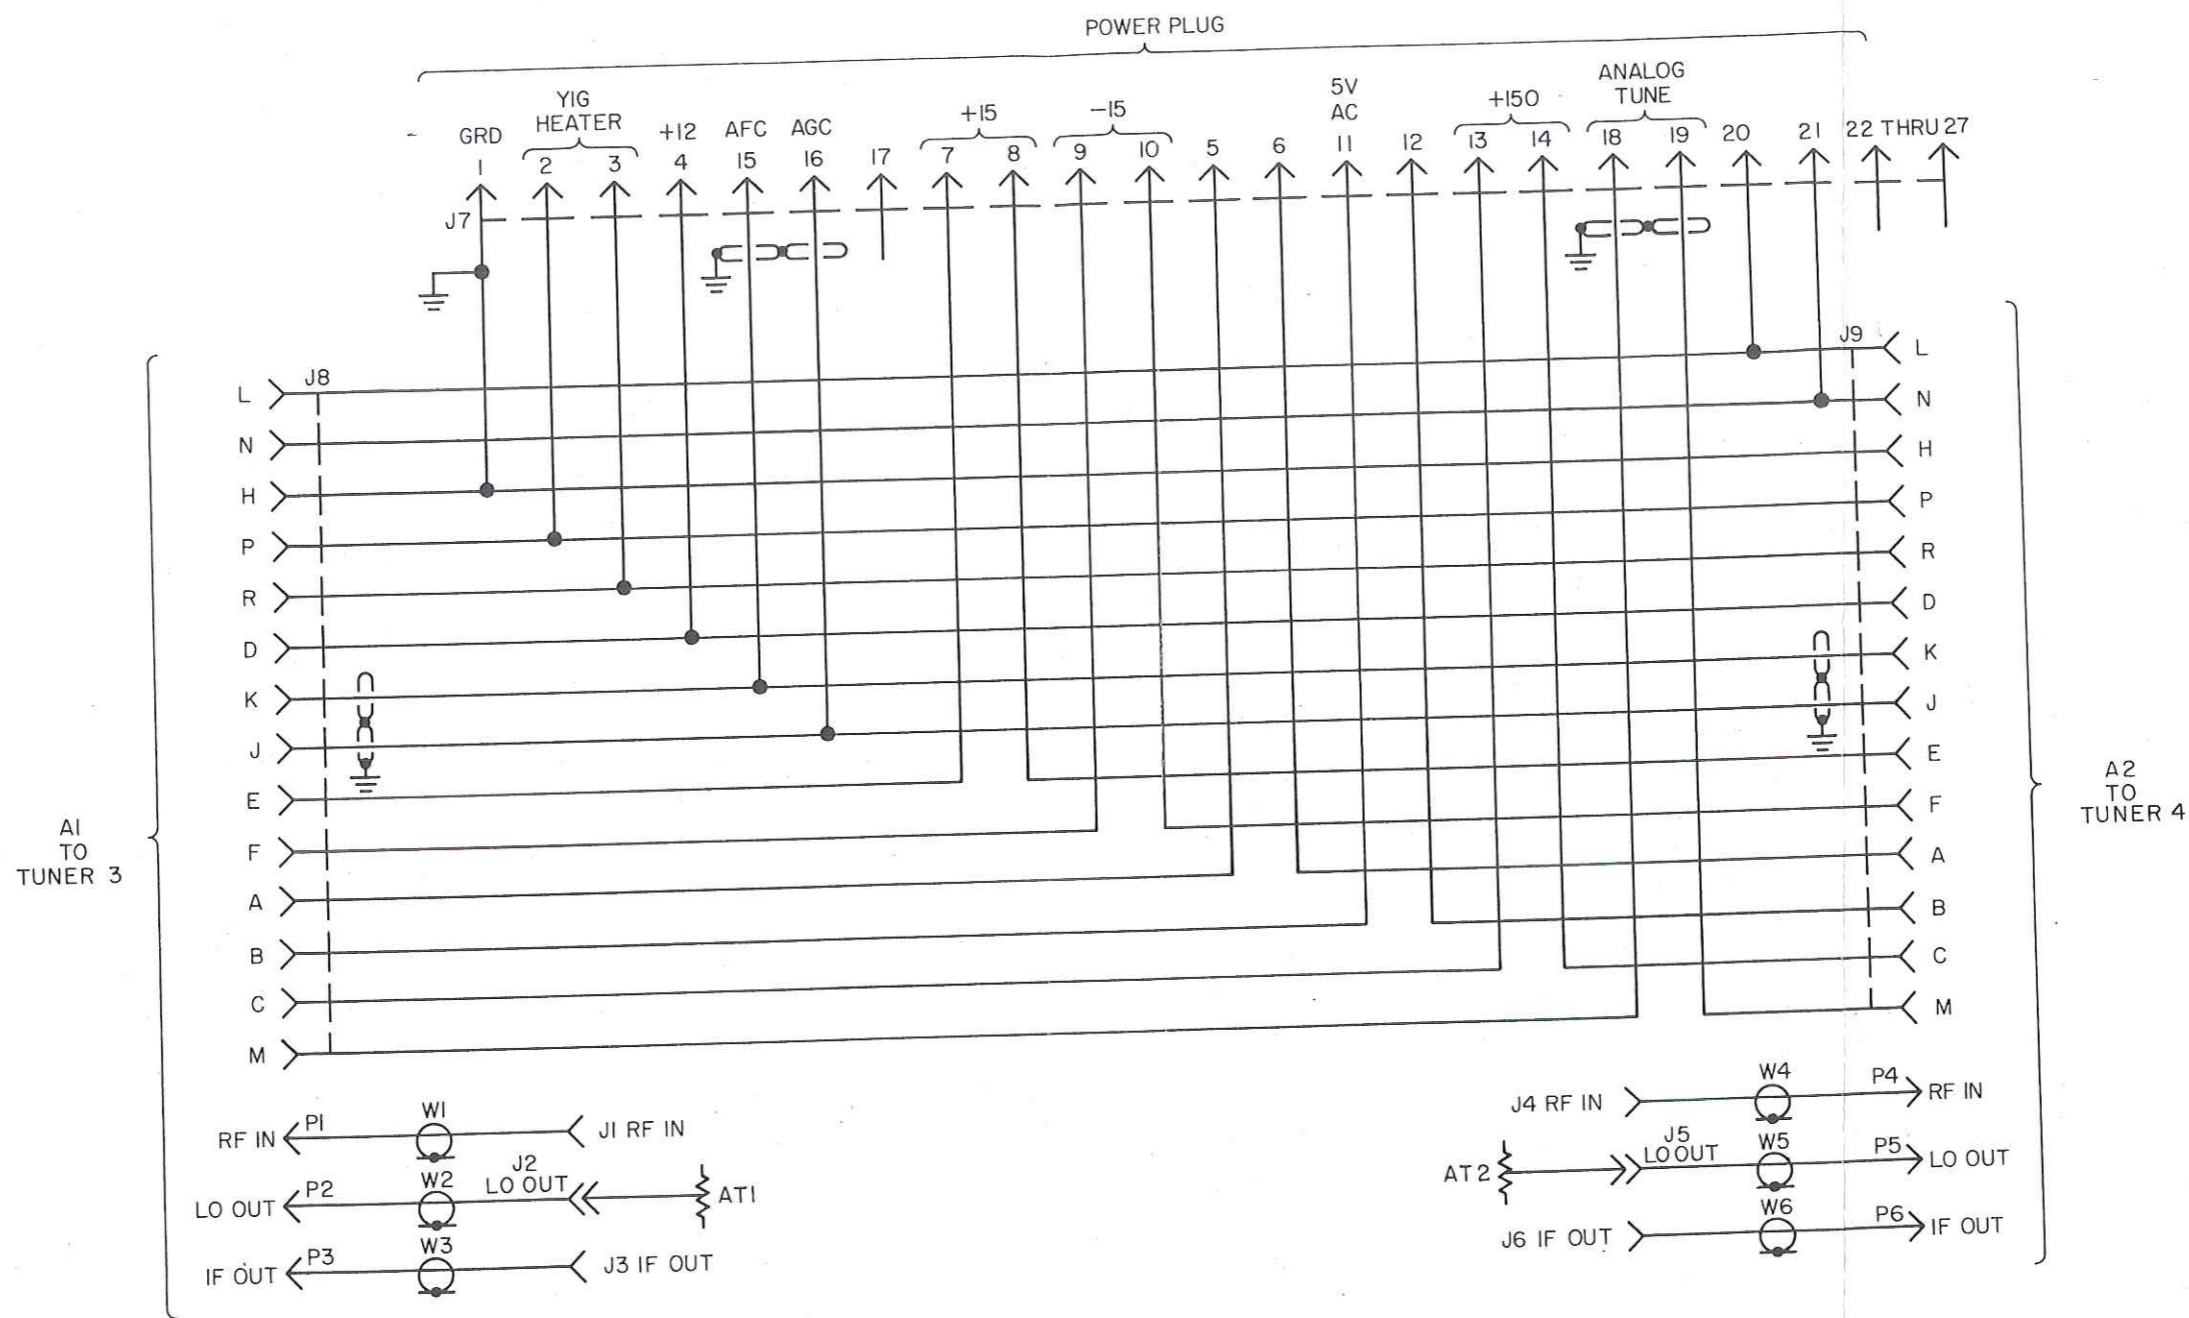 POWER PLUG
YIG
HEATER
GRD
+12
AFC
AGC
+15
-15
5V
AC
+150
ANALOG
TUNE
1 2 3 4 15 16 17 7 8 9 10 5 6 11 12 13 14 18 19 20 21 22 THRU 27
J7
J8
L
N
H
P
R
D
K
J
E
F
A
B
C
M
A1
TO
TUNER 3
J9
L
N
H
P
R
D
K
J
E
F
A
B
C
M
A2
TO
TUNER 4
RF IN P1 W1 J1 RF IN
LO OUT P2 W2 J2
LO OUT
AT1
IF OUT P3 W3 J3 IF OUT
J4 RF IN W4 P4 RF IN
AT2 J5
LO OUT W5 P5 LO OUT
J6 IF OUT W6 P6 IF OUT